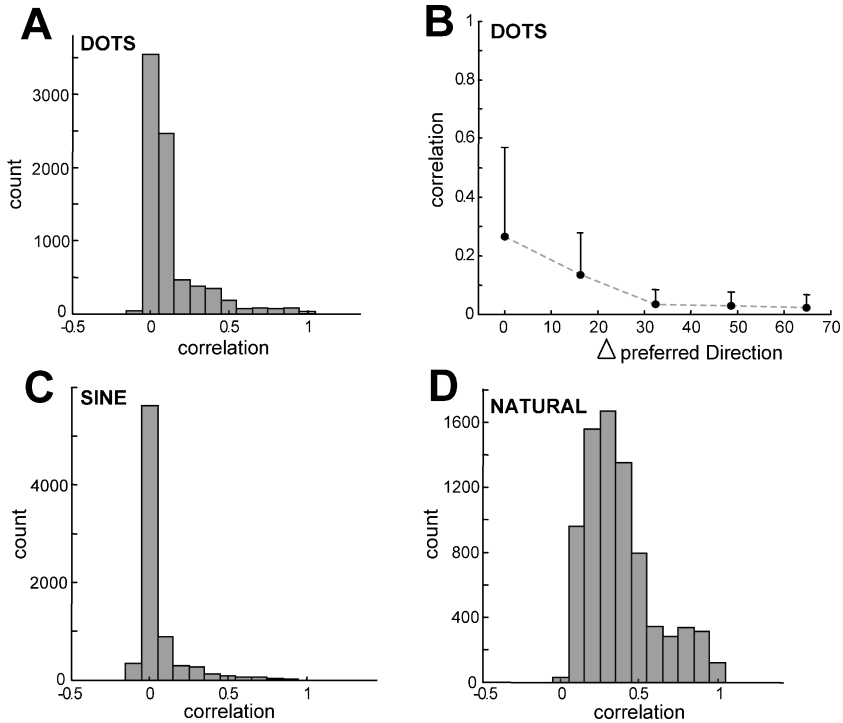 A
DOTS
3000
2000
1000
0
count
-0.5 0 0.5 1
correlation
B
DOTS
1
0.8
0.6
0.4
0.2
0
correlation
0 10 20 30 40 50 60 70
Δ preferred Direction
C
SINE
4000
2000
0
count
-0.5 0 0.5 1
correlation
D
NATURAL
1600
1200
800
400
0
count
-0.5 0 0.5 1
correlation